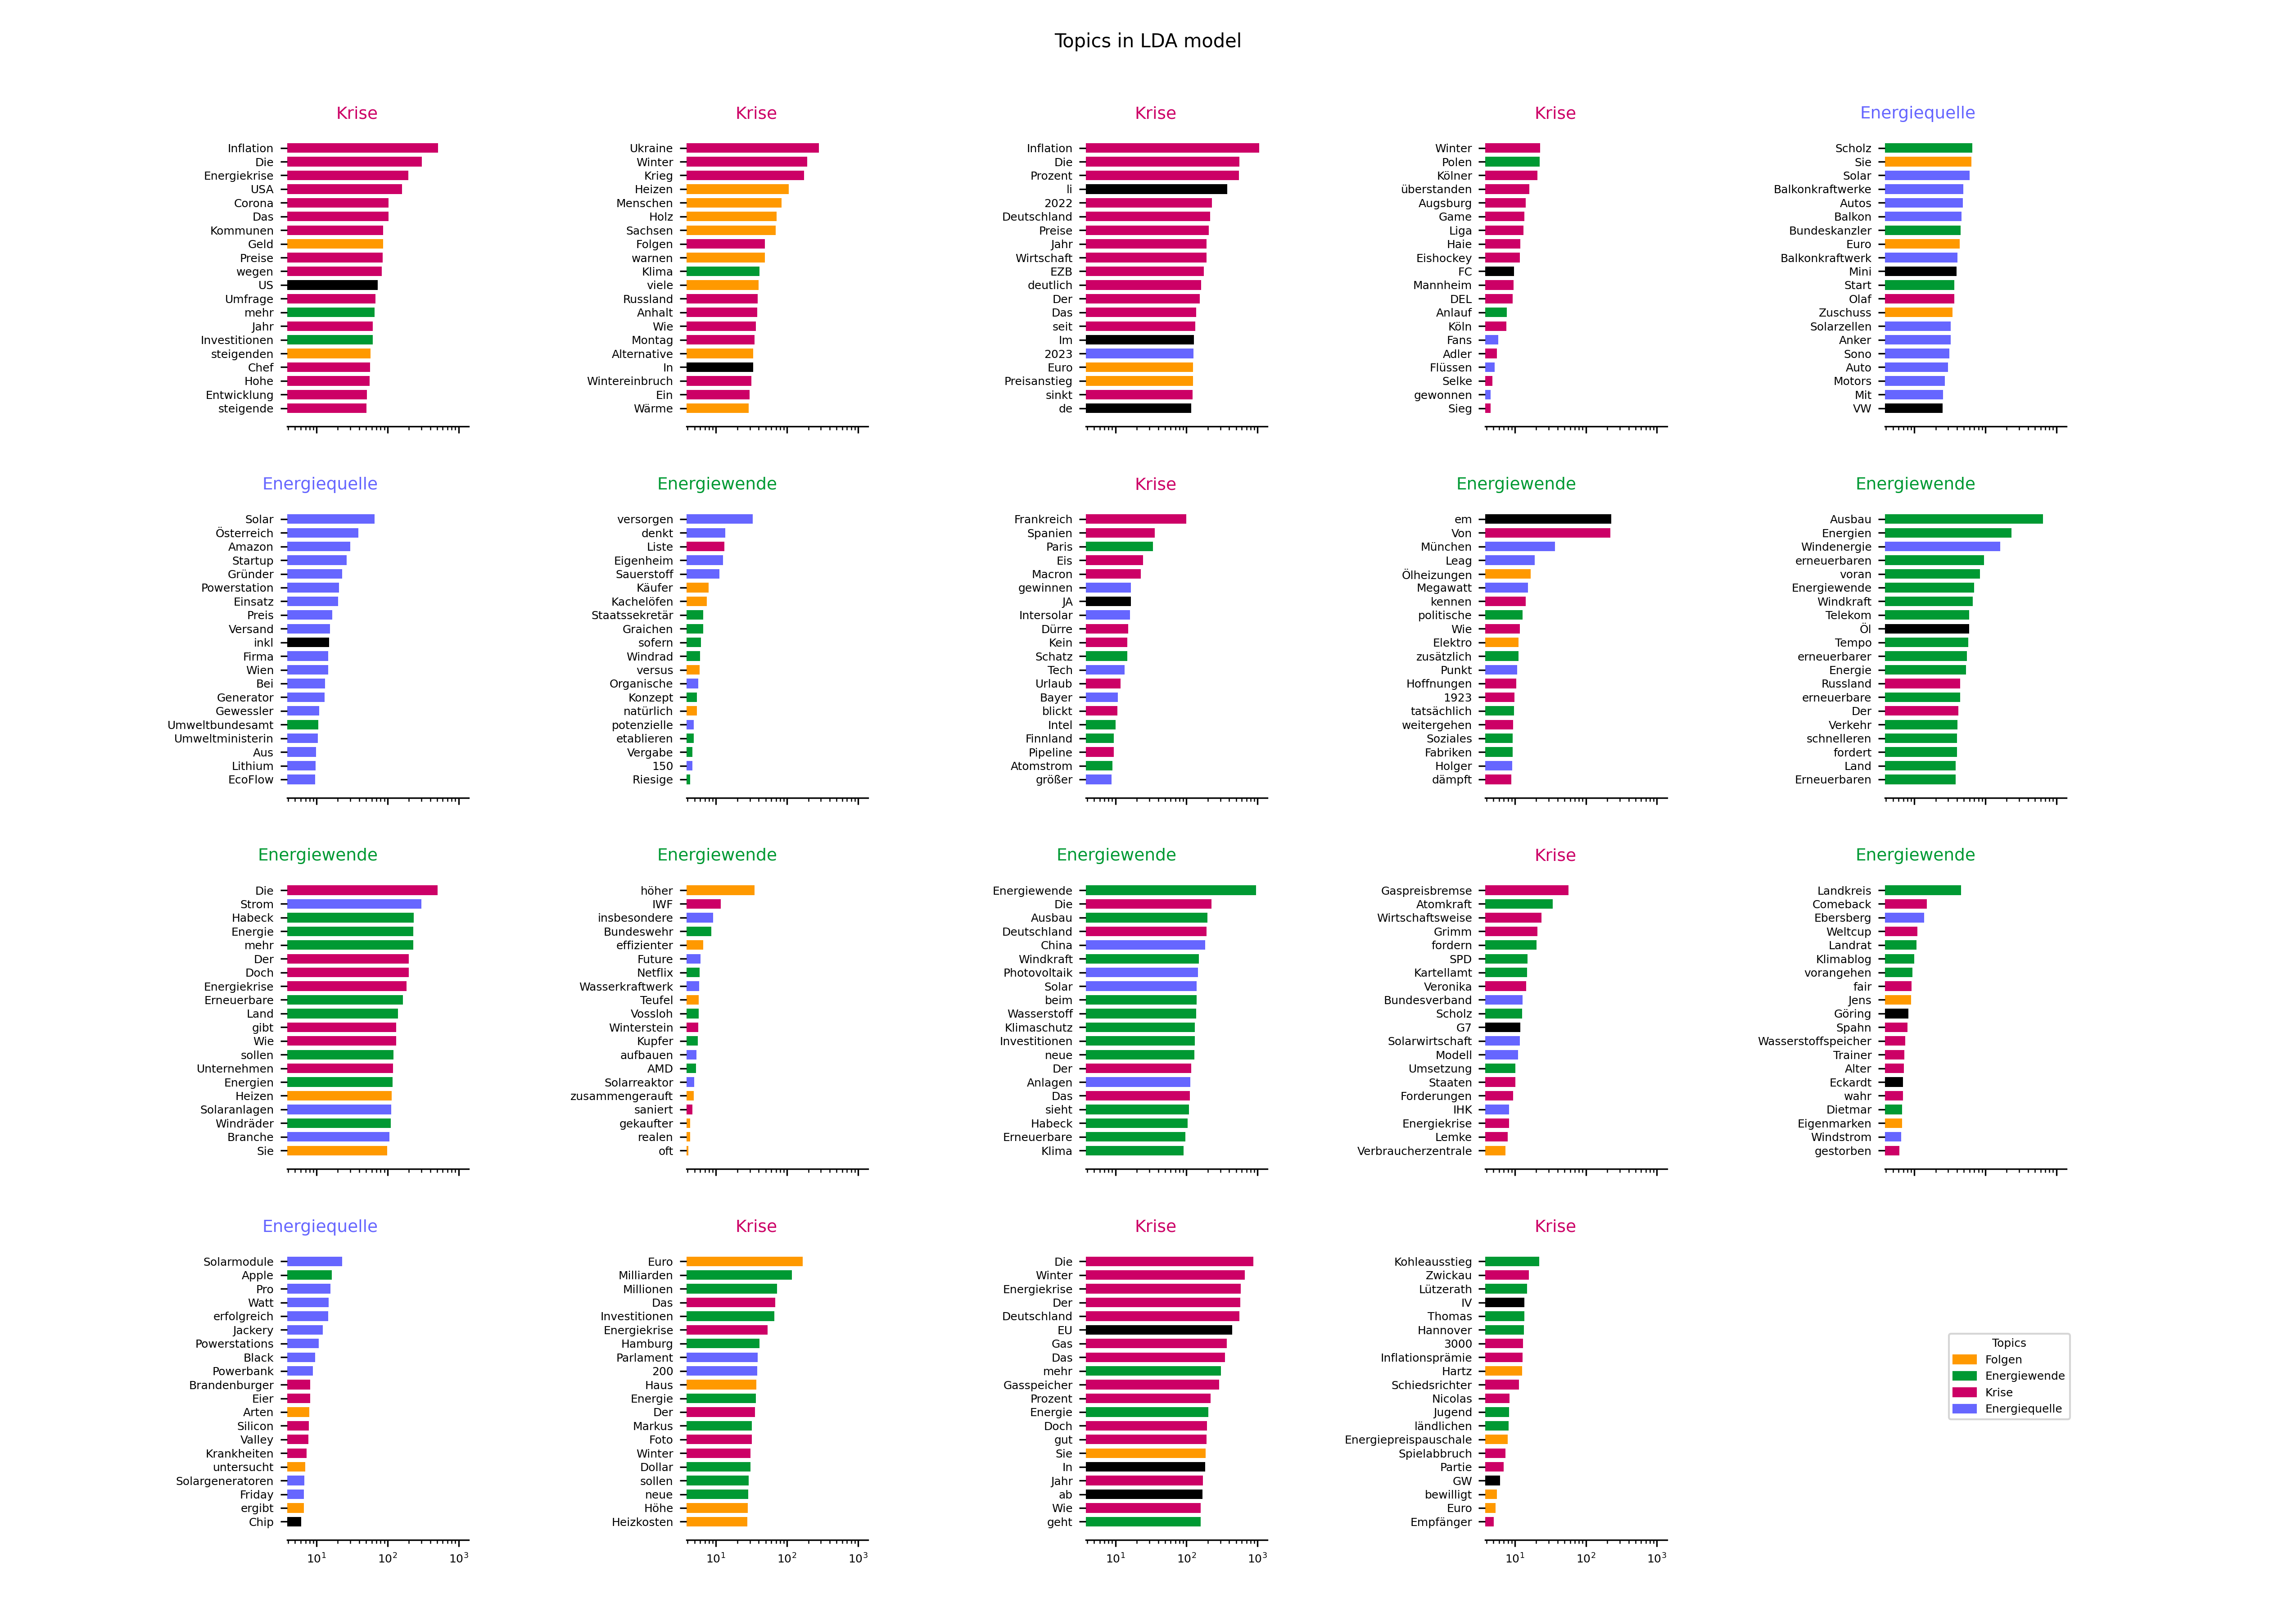 Topics in LDA model
Krise
Inflation
Die
Energiekrise
USA
Corona
Das
Kommunen
Geld
Preise
wegen
US
Umfrage
mehr
Jahr
Investitionen
steigenden
Chef
Hohe
Entwicklung
steigende
Krise
Ukraine
Winter
Krieg
Heizen
Menschen
Holz
Sachsen
Folgen
warnen
Klima
viele
Russland
Anhalt
Wie
Montag
Alternative
In
Wintereinbruch
Ein
Wärme
Krise
Inflation
Die
Prozent
li
2022
Deutschland
Preise
Jahr
Wirtschaft
EZB
deutlich
Der
Das
seit
Im
2023
Euro
Preisanstieg
sinkt
de
Krise
Winter
Polen
Kölner
überstanden
Augsburg
Game
Liga
Haie
Eishockey
FC
Mannheim
DEL
Anlauf
Köln
Fans
Adler
Flüssen
Selke
gewonnen
Sieg
Energiequelle
Scholz
Sie
Solar
Balkonkraftwerke
Autos
Balkon
Bundeskanzler
Euro
Balkonkraftwerk
Mini
Start
Olaf
Zuschuss
Solarzellen
Anker
Sono
Auto
Motors
Mit
VW
Energiequelle
Solar
Österreich
Amazon
Startup
Gründer
Powerstation
Einsatz
Preis
Versand
inkl
Firma
Wien
Bei
Generator
Gewessler
Umweltbundesamt
Umweltministerin
Aus
Lithium
EcoFlow
Energiewende
versorgen
denkt
Liste
Eigenheim
Sauerstoff
Käufer
Kachelöfen
Staatssekretär
Graichen
sofern
Windrad
versus
Organische
Konzept
natürlich
potenzielle
etablieren
Vergabe
150
Riesige
Krise
Frankreich
Spanien
Paris
Eis
Macron
gewinnen
JA
Intersolar
Dürre
Kein
Schatz
Tech
Urlaub
Bayer
blickt
Intel
Finnland
Pipeline
Atomstrom
größer
Energiewende
em
Von
München
Leag
Ölheizungen
Megawatt
kennen
politische
Wie
Elektro
zusätzlich
Punkt
Hoffnungen
1923
tatsächlich
weitergehen
Soziales
Fabriken
Holger
dämpft
Energiewende
Ausbau
Energien
Windenergie
erneuerbaren
voran
Energiewende
Windkraft
Telekom
Öl
Tempo
erneuerbarer
Energie
Russland
erneuerbare
Der
Verkehr
schnelleren
fordert
Land
Erneuerbaren
Energiewende
Die
Strom
Habeck
Energie
mehr
Der
Doch
Energiekrise
Erneuerbare
Land
gibt
Wie
sollen
Unternehmen
Energien
Heizen
Solaranlagen
Windräder
Branche
Sie
Energiewende
höher
IWF
insbesondere
Bundeswehr
effizienter
Future
Netflix
Wasserkraftwerk
Teufel
Vossloh
Winterstein
Kupfer
aufbauen
AMD
Solarreaktor
zusammengerauft
saniert
gekaufter
realen
oft
Energiewende
Energiewende
Die
Ausbau
Deutschland
China
Windkraft
Photovoltaik
Solar
beim
Wasserstoff
Klimaschutz
Investitionen
neue
Der
Anlagen
Das
sieht
Habeck
Erneuerbare
Klima
Krise
Gaspreisbremse
Atomkraft
Wirtschaftsweise
Grimm
fordern
SPD
Kartellamt
Veronika
Bundesverband
Scholz
G7
Solarwirtschaft
Modell
Umsetzung
Staaten
Forderungen
IHK
Energiekrise
Lemke
Verbraucherzentrale
Energiewende
Landkreis
Comeback
Ebersberg
Weltcup
Landrat
Klimablog
vorangehen
fair
Jens
Göring
Spahn
Wasserstoffspeicher
Trainer
Alter
Eckardt
wahr
Dietmar
Eigenmarken
Windstrom
gestorben
Energiequelle
Solarmodule
Apple
Pro
Watt
erfolgreich
Jackery
Powerstations
Black
Powerbank
Brandenburger
Eier
Arten
Silicon
Valley
Krankheiten
untersucht
Solargeneratoren
Friday
ergibt
Chip
10¹ 10² 10³
Krise
Euro
Milliarden
Millionen
Das
Investitionen
Energiekrise
Hamburg
Parlament
200
Haus
Energie
Der
Markus
Foto
Winter
Dollar
sollen
neue
Höhe
Heizkosten
10¹ 10² 10³
Krise
Die
Winter
Energiekrise
Der
Deutschland
EU
Gas
Das
mehr
Gasspeicher
Prozent
Energie
Doch
gut
Sie
In
Jahr
ab
Wie
geht
10¹ 10² 10³
Krise
Kohleausstieg
Zwickau
Lützerath
IV
Thomas
Hannover
3000
Inflationsprämie
Hartz
Schiedsrichter
Nicolas
Jugend
ländlichen
Energiepreispauschale
Spielabbruch
Partie
GW
bewilligt
Euro
Empfänger
10¹ 10² 10³
Topics
Folgen
Energiewende
Krise
Energiequelle